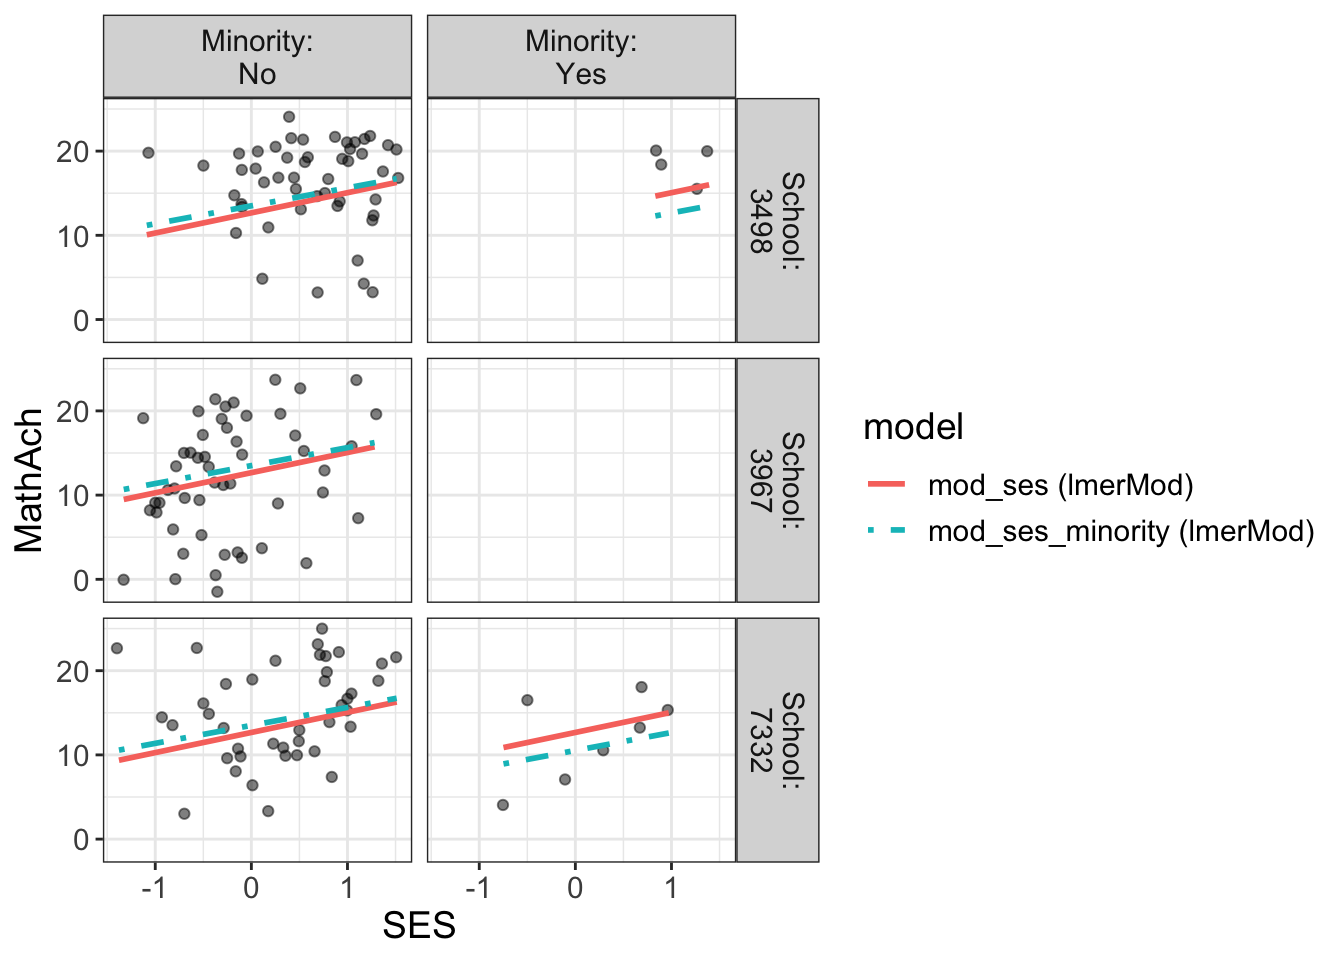 Minority:
No
Minority:
Yes
20
10
0
School:
3498
MathAch
20
10
0
School:
3967
20
10
0
School:
7332
-1
0
1
-1
0
1
SES
model
mod_ses (lmerMod)
mod_ses_minority (lmerMod)